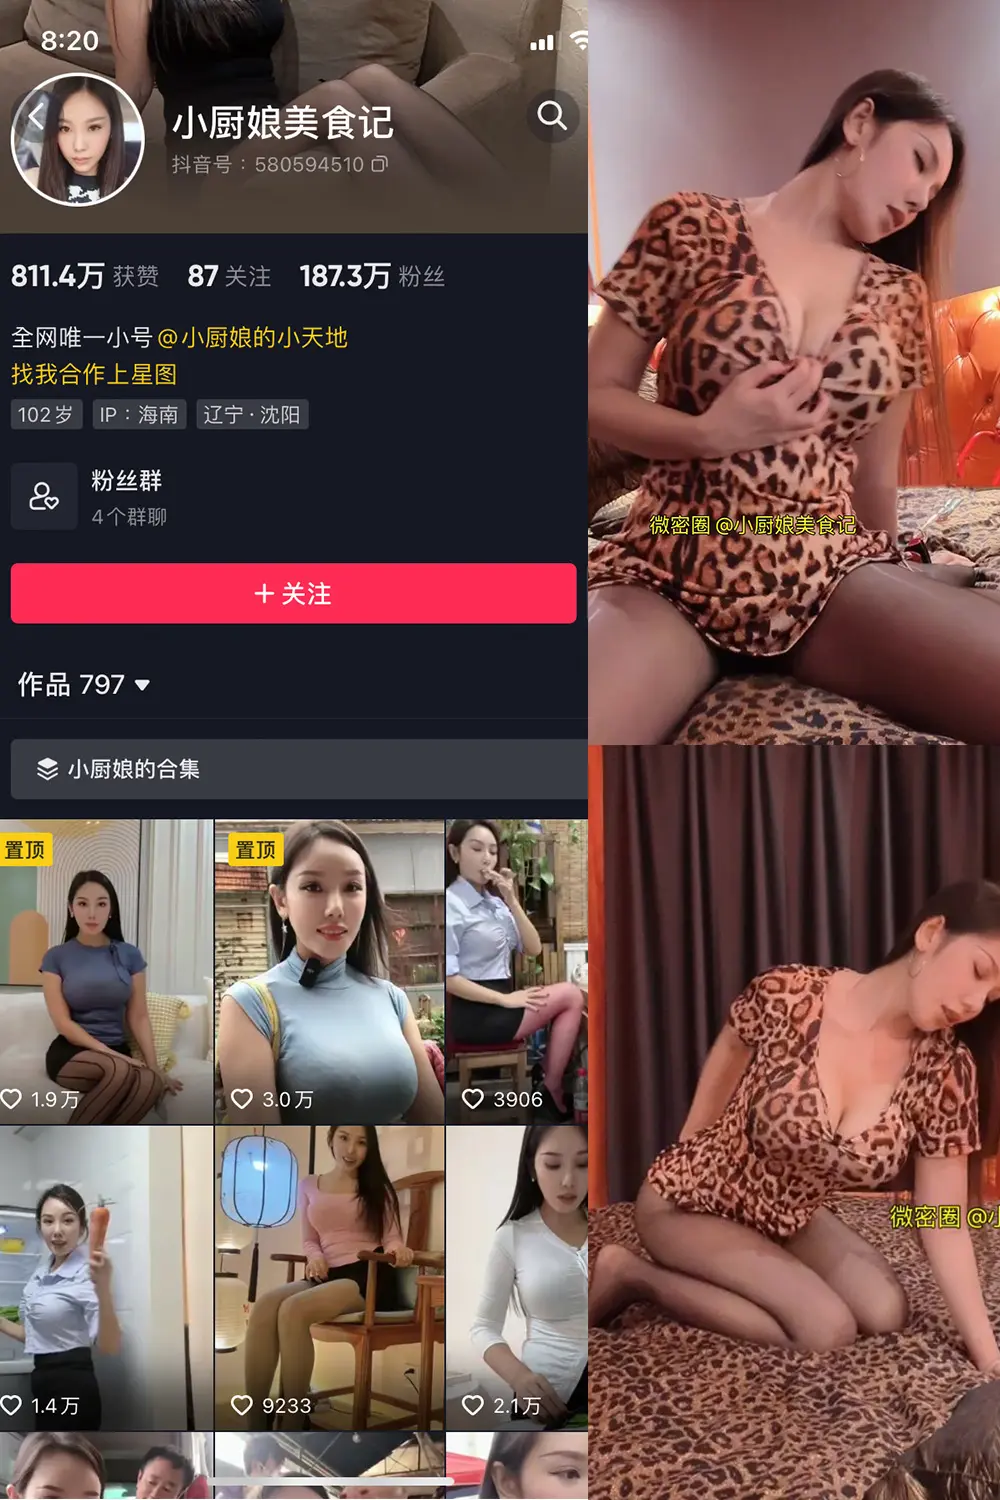 8:20
小厨娘美食记
抖音号：580594510
811.4万 获赞 87 关注 187.3万 粉丝
全网唯一小号@小厨娘的小天地
找我合作上星图
102岁 IP：海南 辽宁·沈阳
粉丝群
4个群聊
+ 关注
作品 797
小厨娘的合集
置顶 置顶
1.9万 3.0万 3906
1.4万 9233 2.1万
微密圈 @小厨娘美食记
微密圈 @小